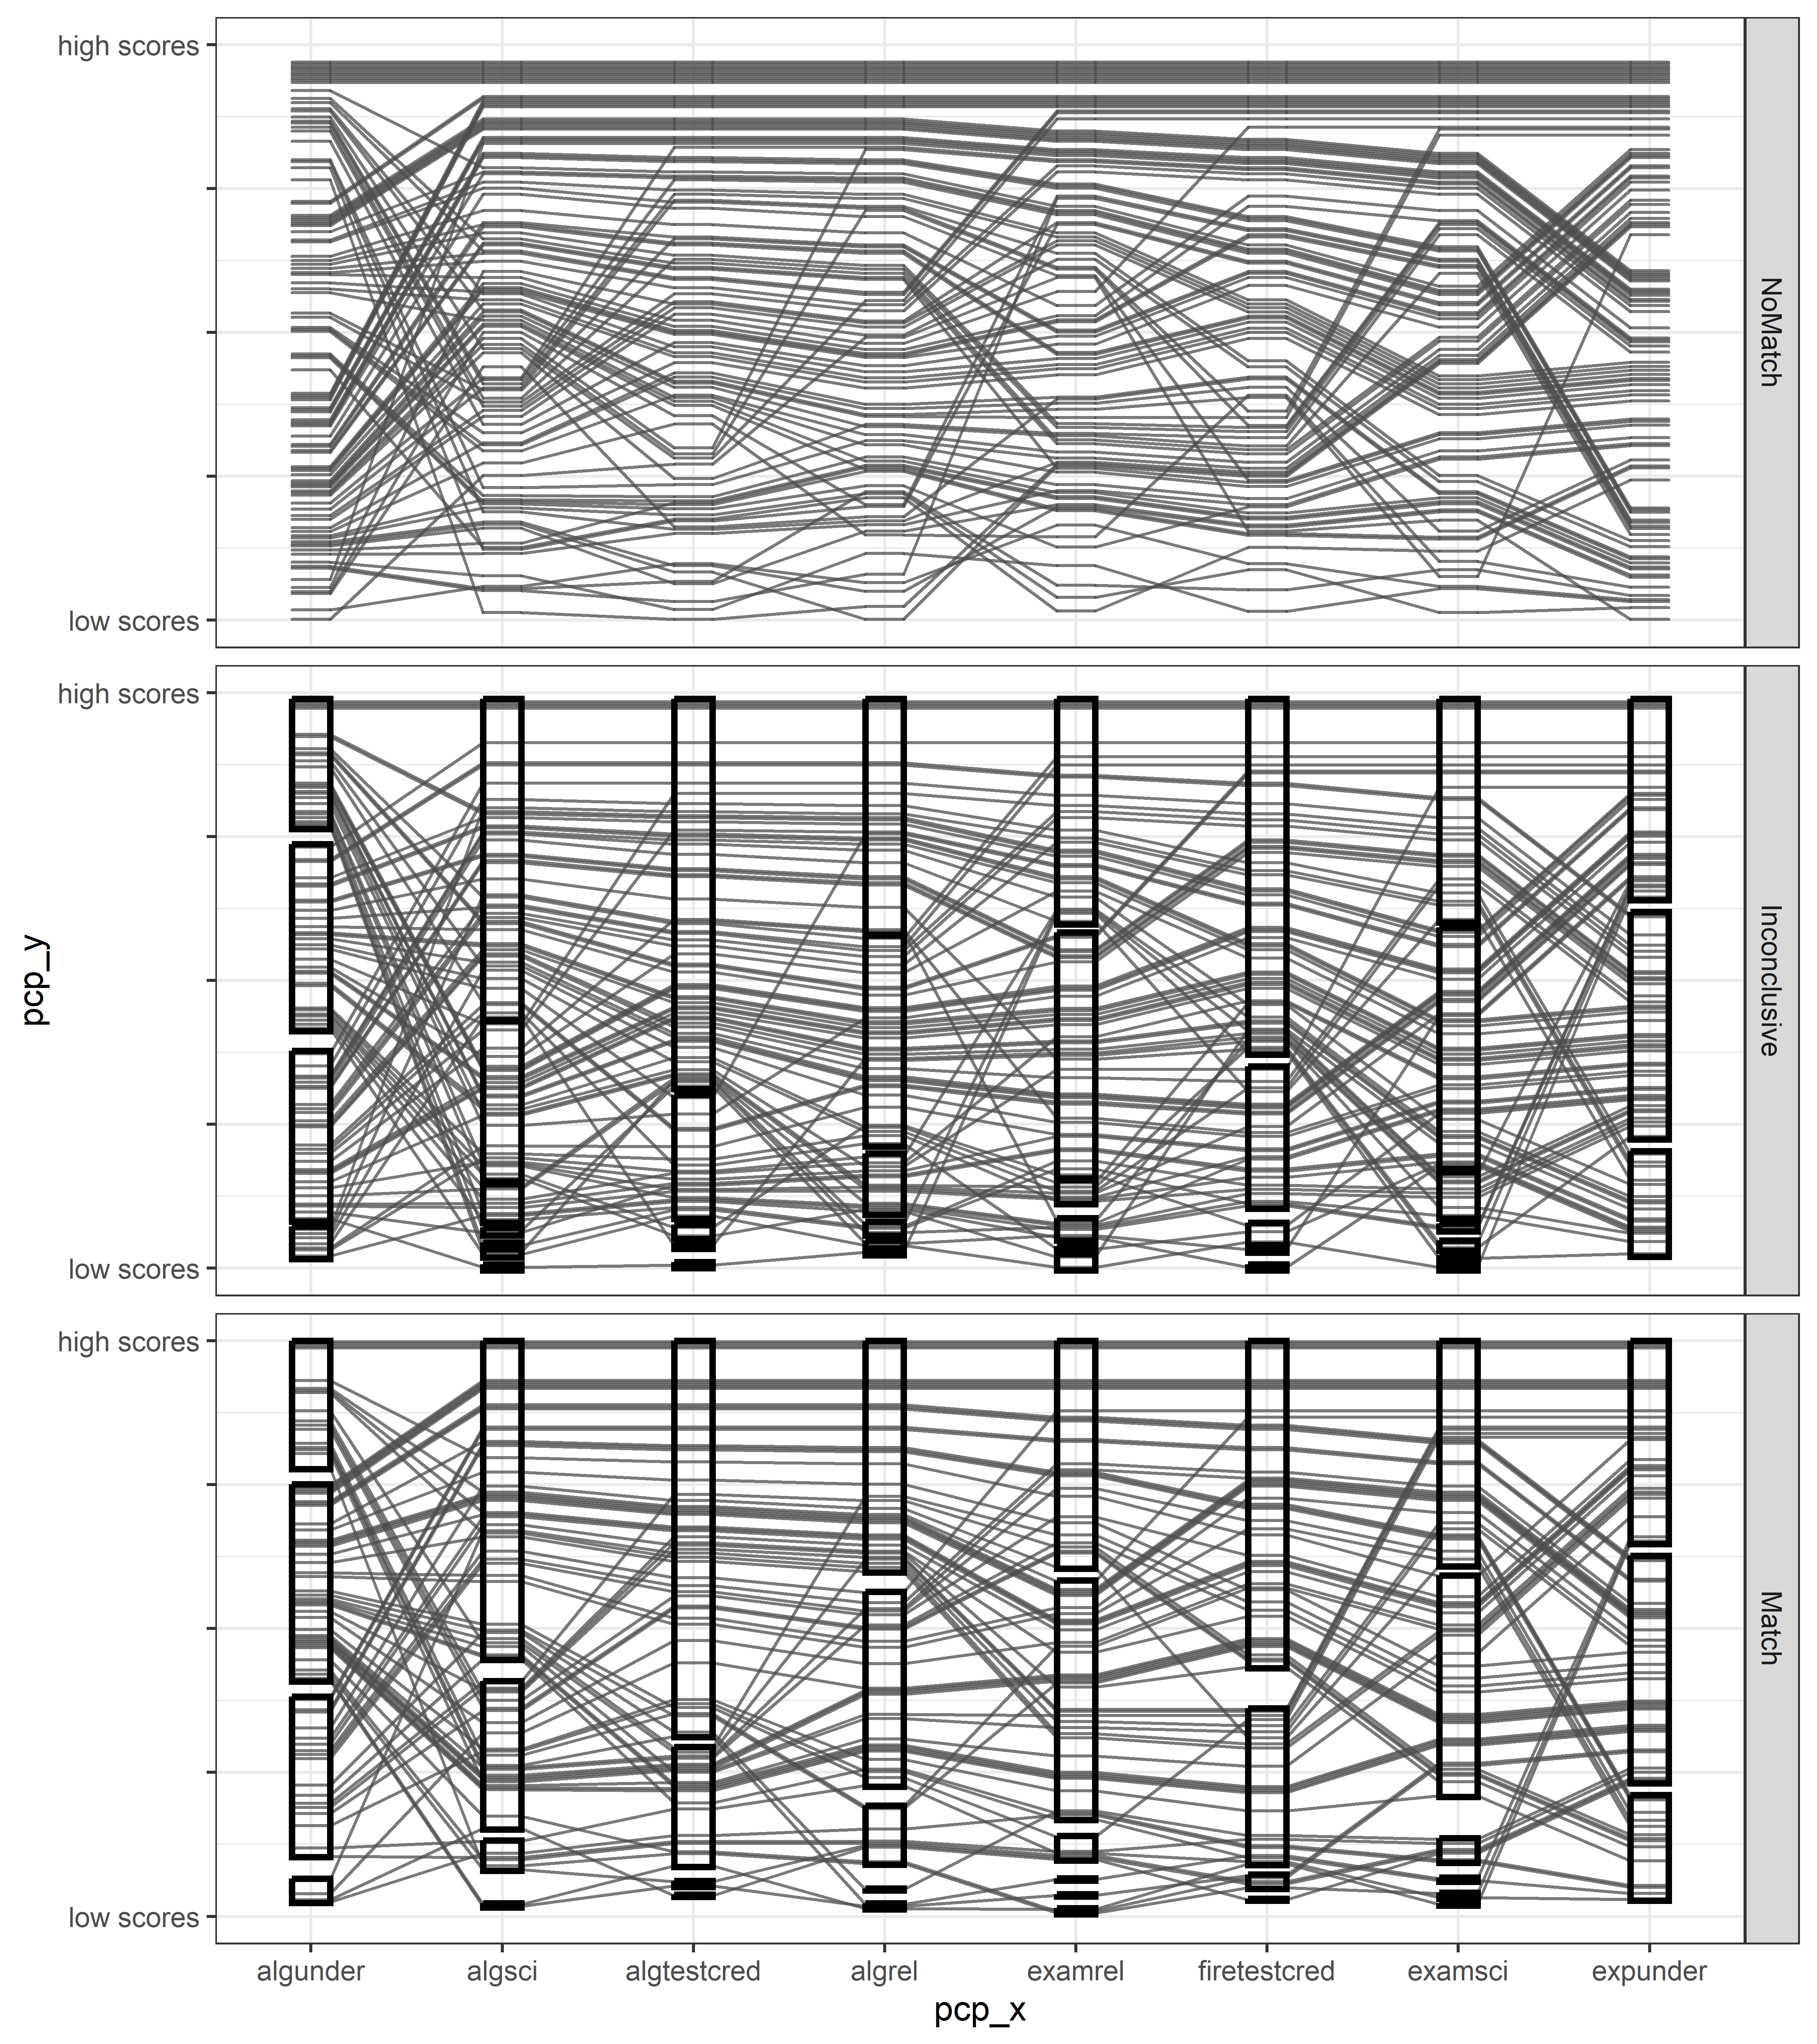 high scores
low scores
NoMatch
high scores
low scores
Inconclusive
high scores
low scores
Match
pcp_y
algunder algsci algtestcred algrel examrel firetestcred examsci expunder
pcp_x